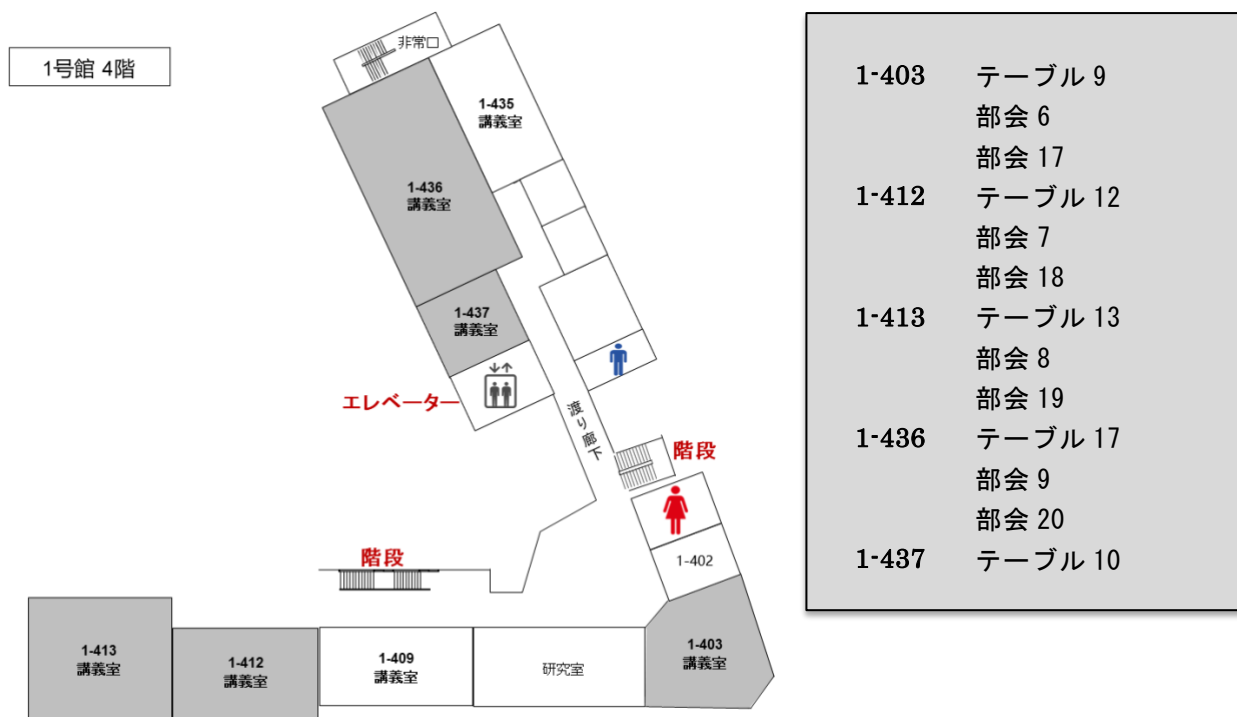 1号館 4階
非常口
1-435
講義室
1-436
講義室
1-437
講義室
エレベーター
渡り廊下
階段
1-402
階段
1-413
講義室
1-412
講義室
1-409
講義室
研究室
1-403
講義室
1-403 テーブル 9
部会 6
部会 17
1-412 テーブル 12
部会 7
部会 18
1-413 テーブル 13
部会 8
部会 19
1-436 テーブル 17
部会 9
部会 20
1-437 テーブル 10